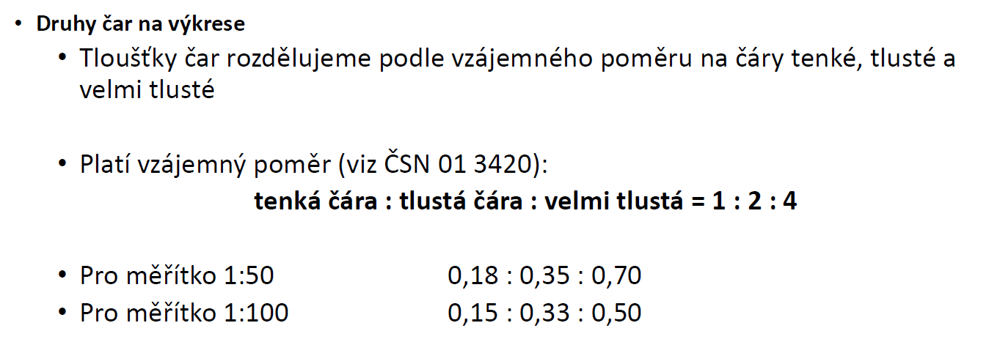 • Druhy čar na výkrese
• Tloušťky čar rozdělujeme podle vzájemného poměru na čáry tenké, tlusté a
velmi tlusté
• Platí vzájemný poměr (viz ČSN 01 3420):
tenká čára : tlustá čára : velmi tlustá = 1 : 2 : 4
• Pro měřítko 1:50 0,18 : 0,35 : 0,70
• Pro měřítko 1:100 0,15 : 0,33 : 0,50